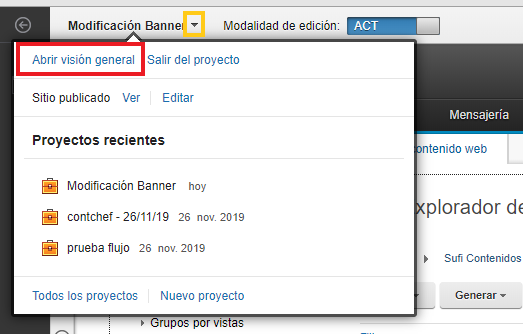 Modificación Banner Modalidad de edición: ACT
Abrir visión general Salir del proyecto
Sitio publicado Ver Editar
Mensajería
Proyectos recientes
ontenido web
Modificación Banner hoy
xplorador de
contchef - 26/11/19 26 nov. 2019
prueba flujo 26 nov. 2019
Sufi Contenidos
Todos los proyectos Nuevo proyecto
Generar
Grupos por vistas